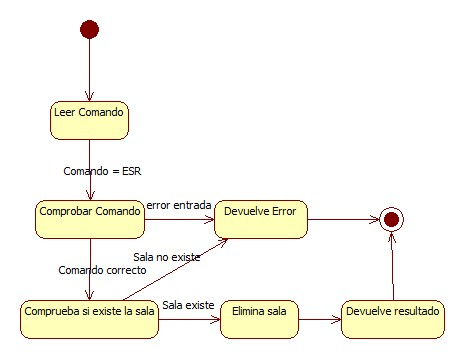 Leer Comando
Comando = ESR
Comprobar Comando
error entrada
Devuelve Error
Sala no existe
Comando correcto
Comprueba si existe la sala
Sala existe
Elimina sala
Devuelve resultado